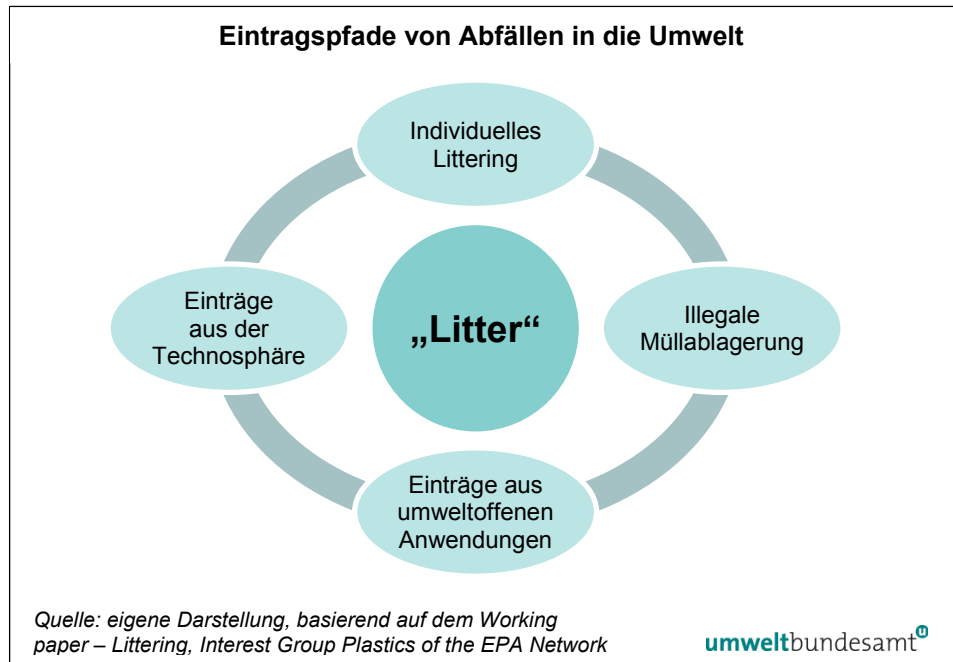 Eintragspfade von Abfällen in die Umwelt
Individuelles
Littering
Einträge
aus der
Technosphäre
„Litter“
Illegale
Müllablagerung
Einträge aus
umweltoffenen
Anwendungen
Quelle: eigene Darstellung, basierend auf dem Working
paper – Littering, Interest Group Plastics of the EPA Network
umweltbundesamt u